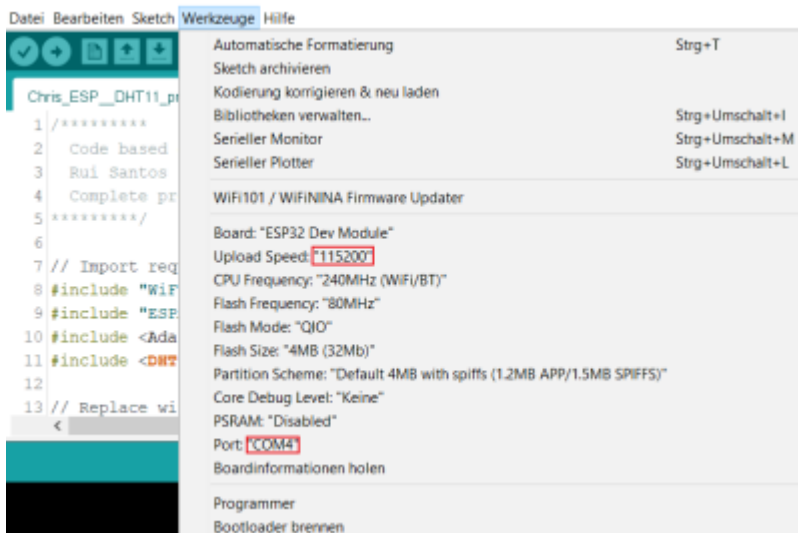 Datei Bearbeiten Sketch Werkzeuge Hilfe
Automatische Formatierung Strg+T
Sketch archivieren
Kodierung korrigieren & neu laden
Bibliotheken verwalten... Strg+Umschalt+I
Serieller Monitor Strg+Umschalt+M
Serieller Plotter Strg+Umschalt+L
WiFi101 / WiFiNINA Firmware Updater
Board: "ESP32 Dev Module"
Upload Speed: "115200"
CPU Frequency: "240MHz (WiFi/BT)"
Flash Frequency: "80MHz"
Flash Mode: "QIO"
Flash Size: "4MB (32Mb)"
Partition Scheme: "Default 4MB with spiffs (1.2MB APP/1.5MB SPIFFS)"
Core Debug Level: "Keine"
PSRAM: "Disabled"
Port: "COM4"
Boardinformationen holen
Programmer
Bootloader brennen
Chris_ESP__DHT11_pr
1 /*********
2 Code based
3 Rui Santos
4 Complete pr
5 *********/
6
7 // Import req
8 #include "WiF
9 #include "ESP
10 #include <Ada
11 #include <DHT
12
13 // Replace wi